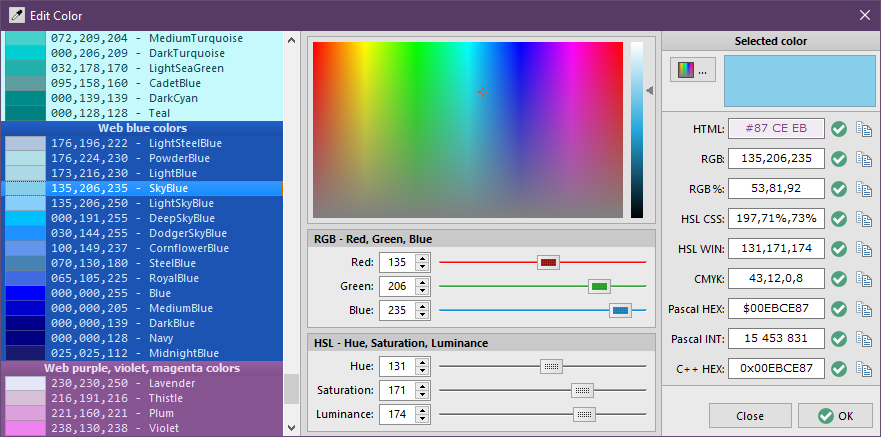 Edit Color
072,209,204 - MediumTurquoise
000,206,209 - DarkTurquoise
032,178,170 - LightSeaGreen
095,158,160 - CadetBlue
000,139,139 - DarkCyan
000,128,128 - Teal
Web blue colors
176,196,222 - LightSteelBlue
176,224,230 - PowderBlue
173,216,230 - LightBlue
135,206,235 - SkyBlue
135,206,250 - LightSkyBlue
000,191,255 - DeepSkyBlue
030,144,255 - DodgerSkyBlue
100,149,237 - CornflowerBlue
070,130,180 - SteelBlue
065,105,225 - RoyalBlue
000,000,255 - Blue
000,000,205 - MediumBlue
000,000,139 - DarkBlue
000,000,128 - Navy
025,025,112 - MidnightBlue
Web purple, violet, magenta colors
230,230,250 - Lavender
216,191,216 - Thistle
221,160,221 - Plum
238,130,238 - Violet
RGB - Red, Green, Blue
Red: 135
Green: 206
Blue: 235
HSL - Hue, Saturation, Luminance
Hue: 131
Saturation: 171
Luminance: 174
Selected color
...
HTML: #87 CE EB
RGB: 135,206,235
RGB %: 53,81,92
HSL CSS: 197,71%,73%
HSL WIN: 131,171,174
CMYK: 43,12,0,8
Pascal HEX: $00EBCE87
Pascal INT: 15 453 831
C++ HEX: 0x00EBCE87
Close
OK